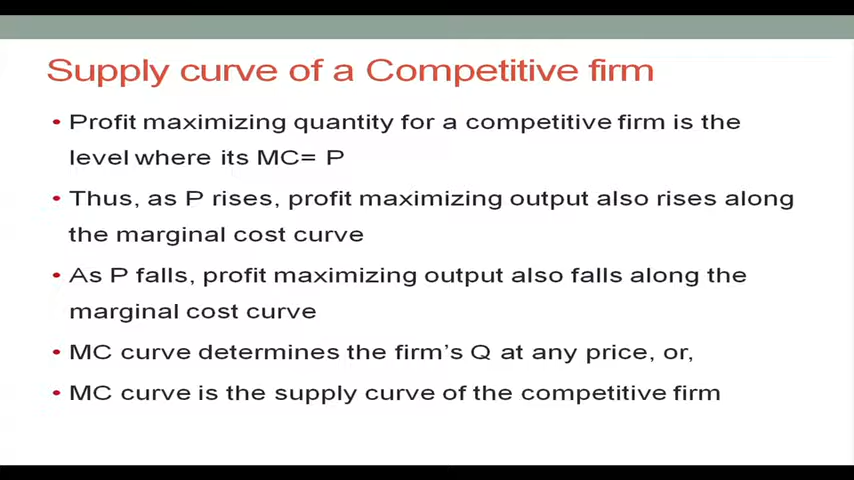 Supply curve of a Competitive firm
• Profit maximizing quantity for a competitive firm is the
level where its MC= P
• Thus, as P rises, profit maximizing output also rises along
the marginal cost curve
• As P falls, profit maximizing output also falls along the
marginal cost curve
• MC curve determines the firm's Q at any price, or,
• MC curve is the supply curve of the competitive firm